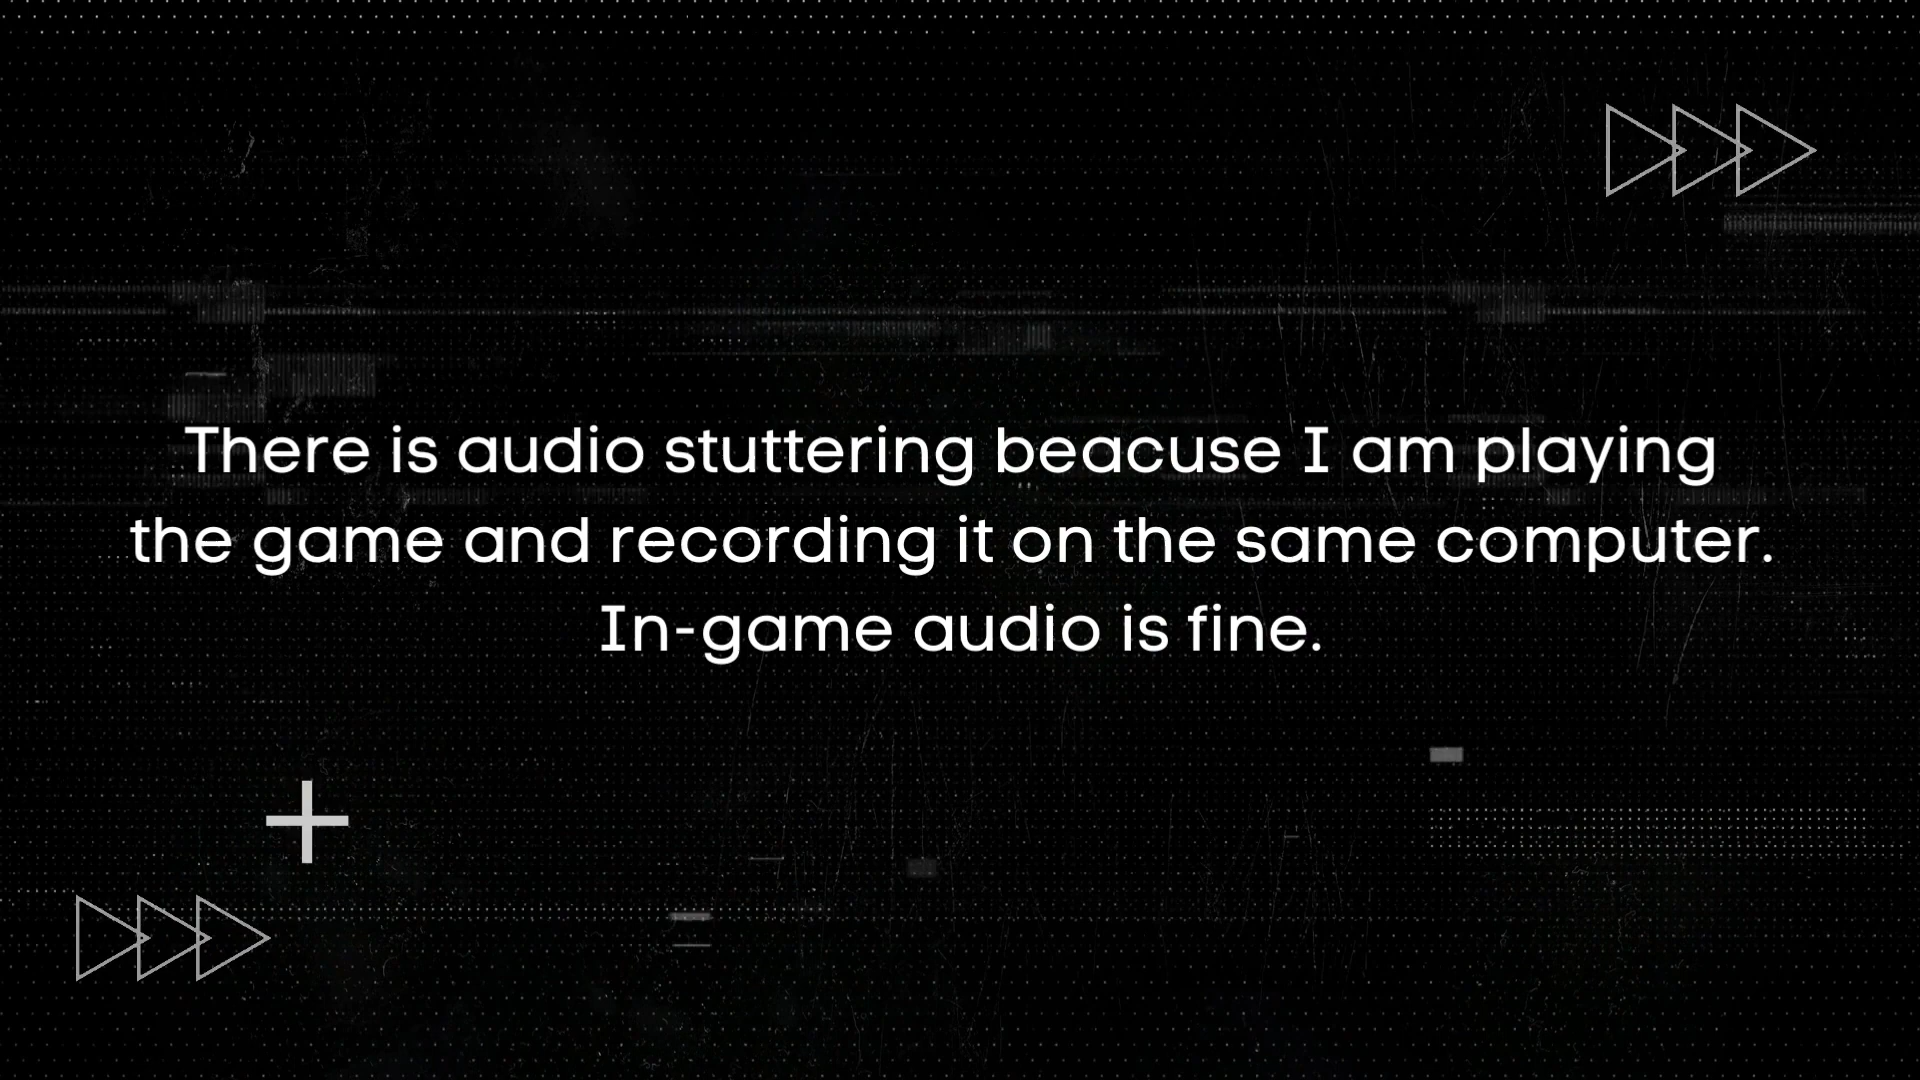 There is audio stuttering beacuse I am playing
the game and recording it on the same computer.
In-game audio is fine.